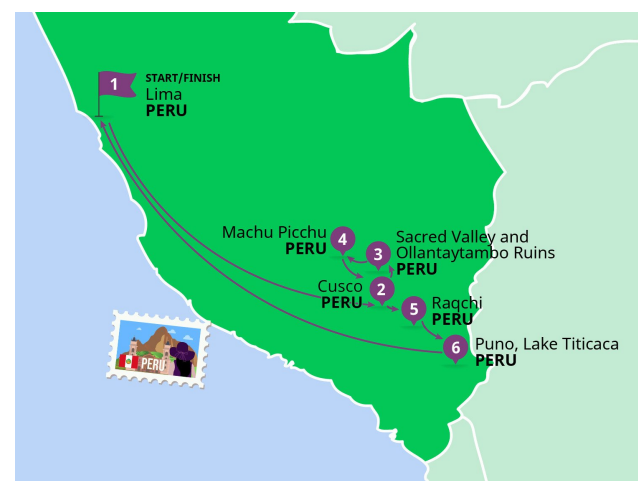 1
START/FINISH
Lima
PERU
Machu Picchu
PERU
4
3
Sacred Valley and
Ollantaytambo Ruins
PERU
Cusco
PERU
2
5
Raqchi
PERU
6
Puno, Lake Titicaca
PERU
PERU